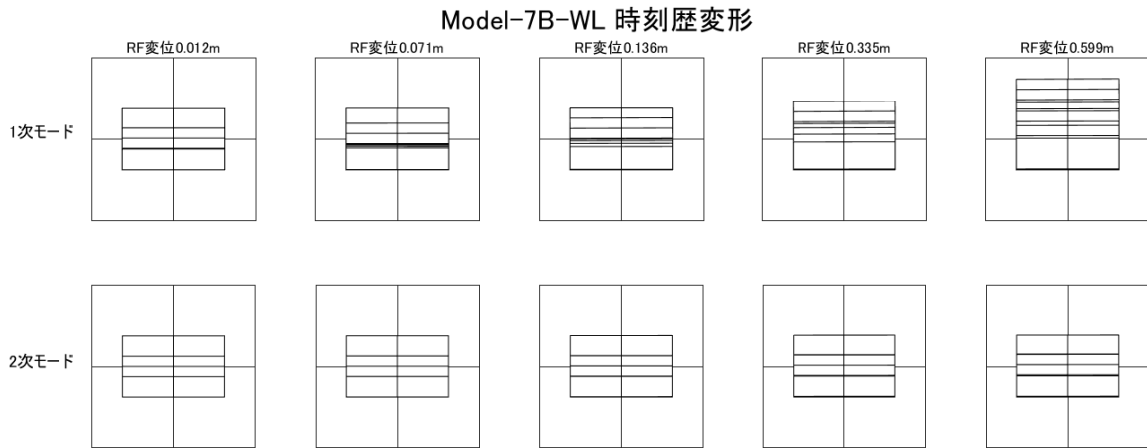 Model-7B-WL 時刻歴変形
RF変位0.012m
RF変位0.071m
RF変位0.136m
RF変位0.335m
RF変位0.599m
1次モード
2次モード